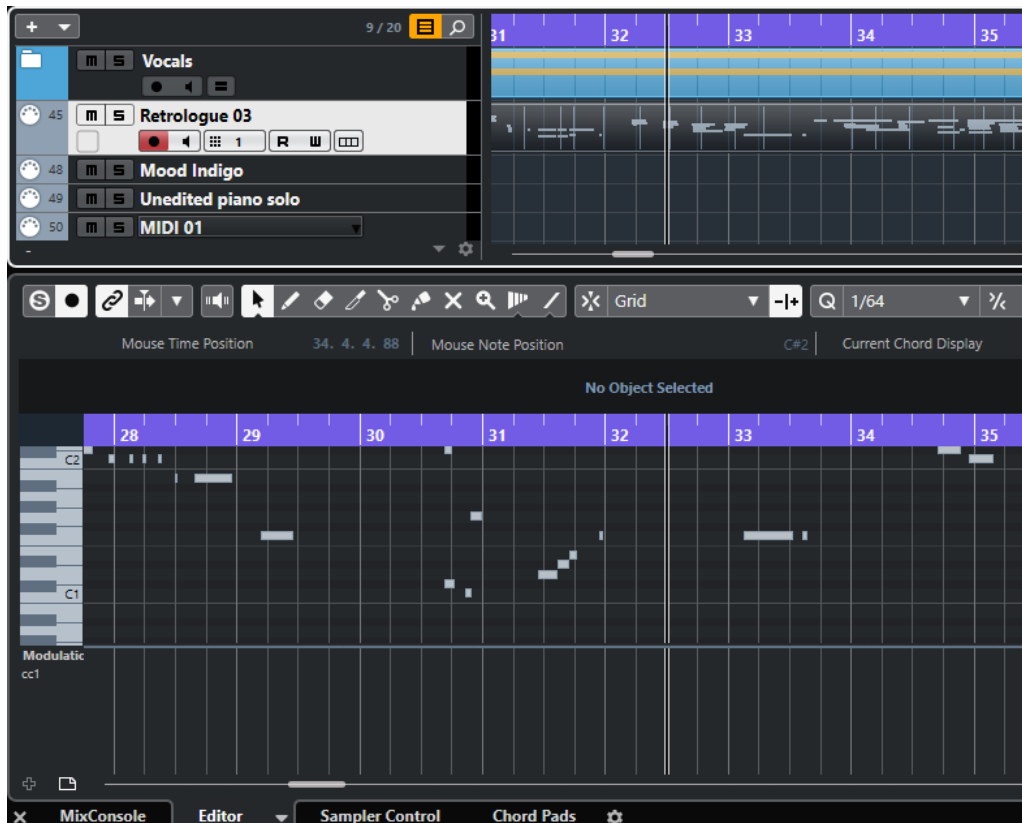 9 / 20
31 32 33 34 35
m S Vocals
45 m S Retrologue 03
1 R W
48 m S Mood Indigo
49 m S Unedited piano solo
50 m S MIDI 01
S Grid Q 1/64
Mouse Time Position 34. 4. 4. 88 Mouse Note Position C#2 Current Chord Display
No Object Selected
28 29 30 31 32 33 34 35
C2
C1
Modulatic
cc1
MixConsole Editor Sampler Control Chord Pads